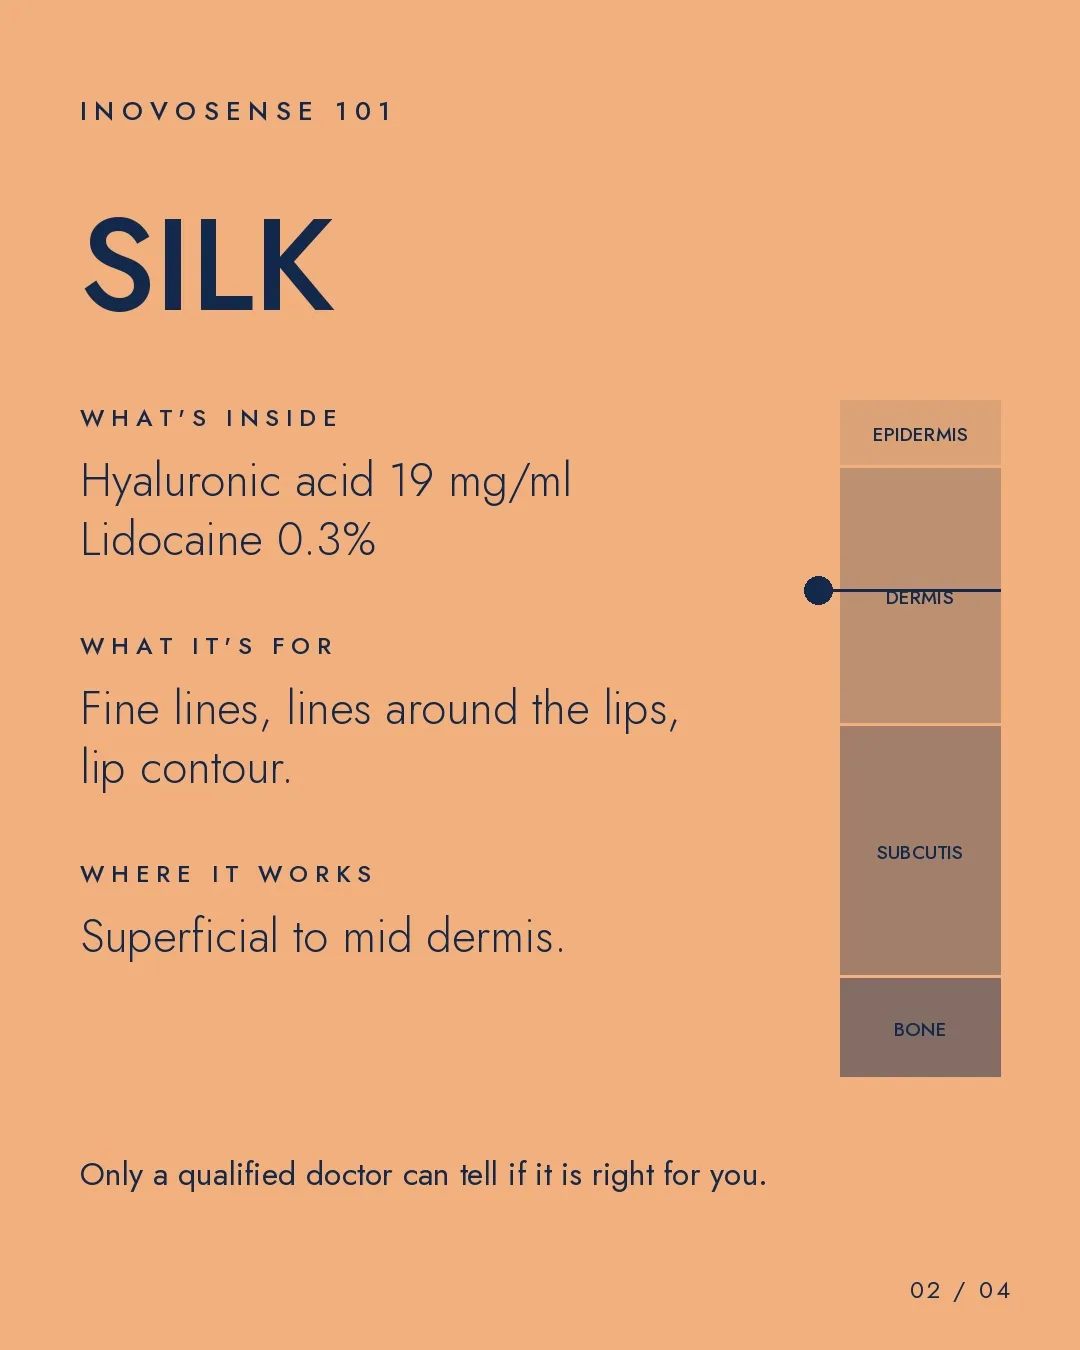 INOVOSENSE 101
SILK
WHAT'S INSIDE
Hyaluronic acid 19 mg/ml
Lidocaine 0.3%
WHAT IT'S FOR
Fine lines, lines around the lips,
lip contour.
WHERE IT WORKS
Superficial to mid dermis.
EPIDERMIS
DERMIS
SUBCUTIS
BONE
Only a qualified doctor can tell if it is right for you.
02 / 04